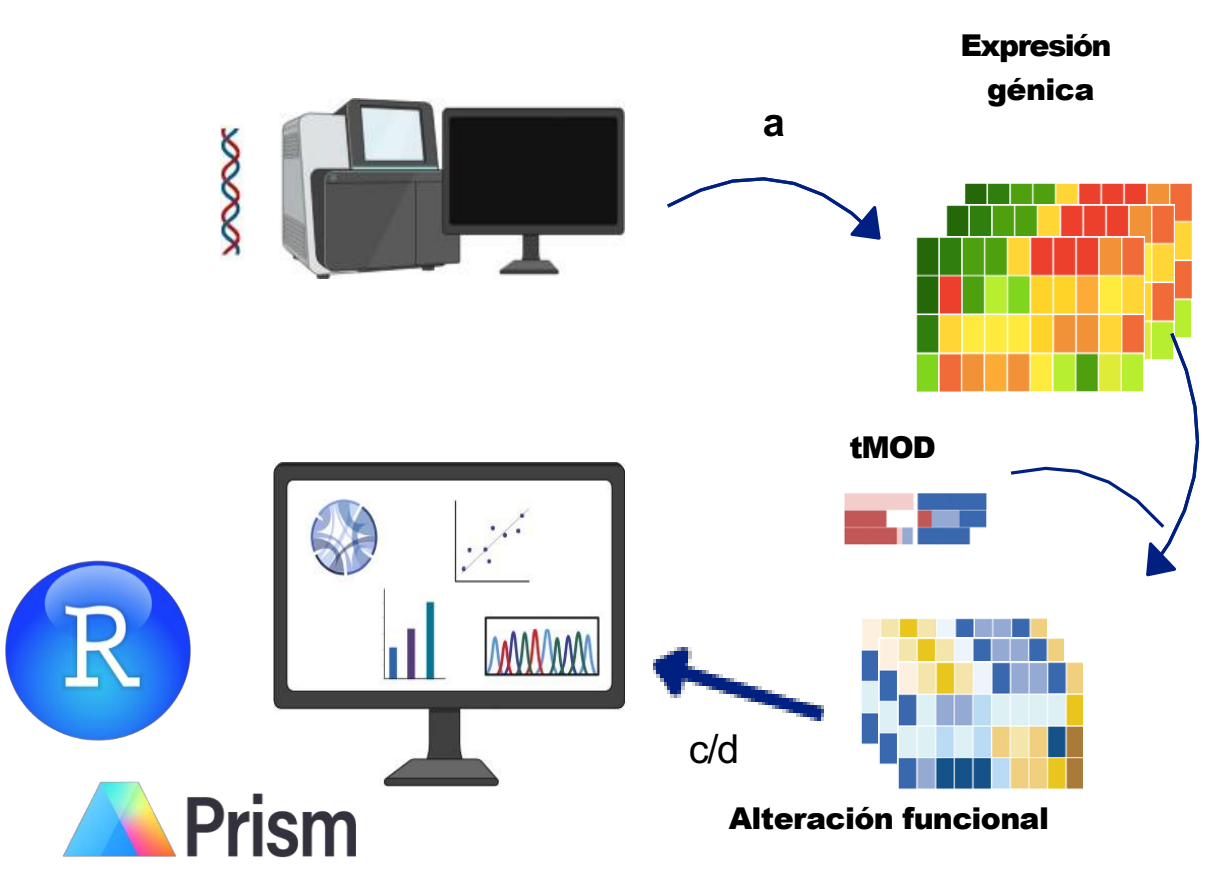 Expresión
génica
a
tMOD
R
c/d
Prism
Alteración funcional